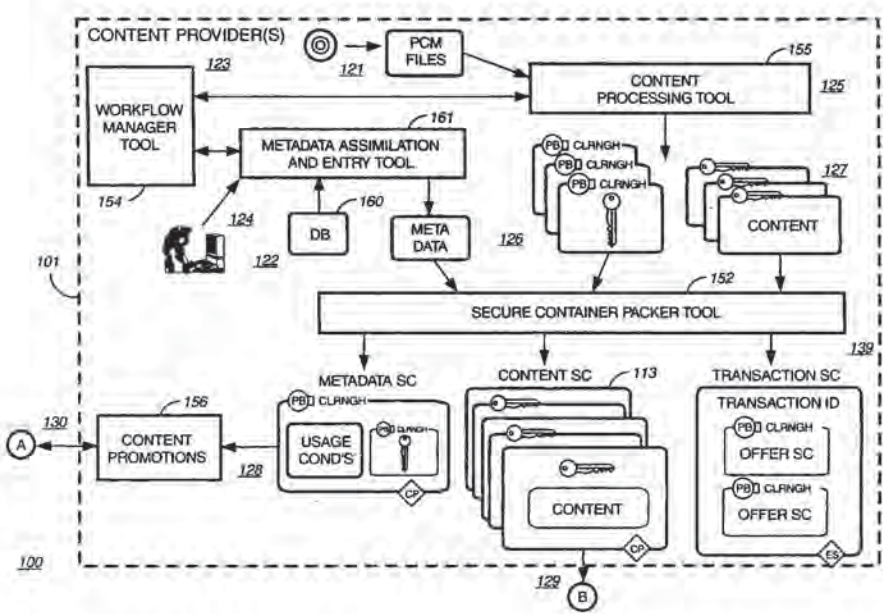 CONTENT PROVIDER(S)
121
PCM
FILES
155
123
CONTENT
PROCESSING TOOL
125
WORKFLOW
MANAGER
TOOL
161
METADATA ASSIMILATION
AND ENTRY TOOL
PB CLRNGH
PB CLRNGH
PB CLRNGH
127
154
124
160
DB
META
DATA
126
CONTENT
122
101
152
SECURE CONTAINER PACKER TOOL
139
METADATA SC
CONTENT SC
113
TRANSACTION SC
156
PB CLRNGH
TRANSACTION ID
A
130
CONTENT
PROMOTIONS
128
USAGE
COND'S
PB CLRNGH
PB CLRNGH
OFFER SC
CP
CONTENT
PB CLRNGH
OFFER SC
CP
ES
100
129
B